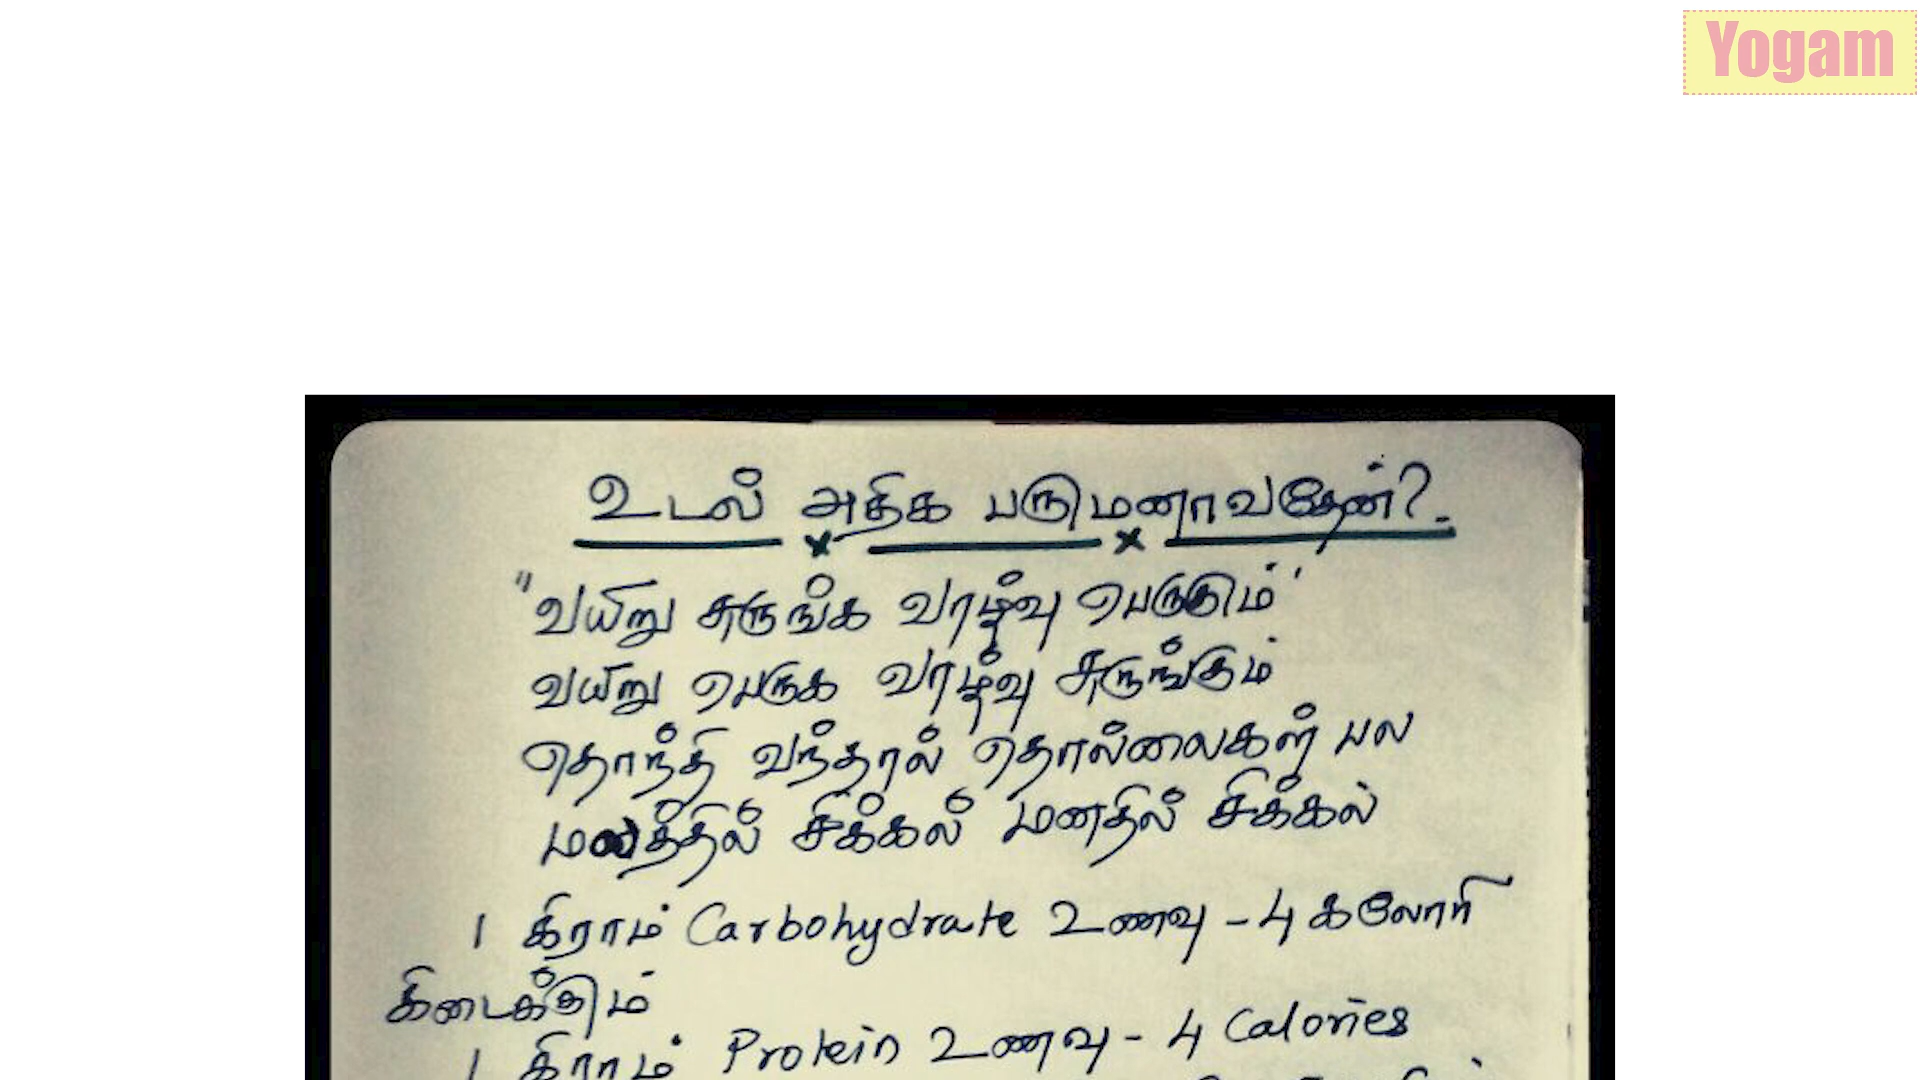 Yogam
உடல் அதிக பருமனாவதேன்?
"வயிறு சுருங்க வாழ்வு பெருகும்"
வயிறு பெருக வாழ்வு சுருங்கும்
தொந்தி வந்தால் தொல்லைகள் பல
மலத்தில் சிக்கல் மனதில் சிக்கல்
1 கிராம் Carbohydrate உணவு - 4 கலோரி
கிடைக்கும்
1 கிராம் Protein உணவு - 4 Calories